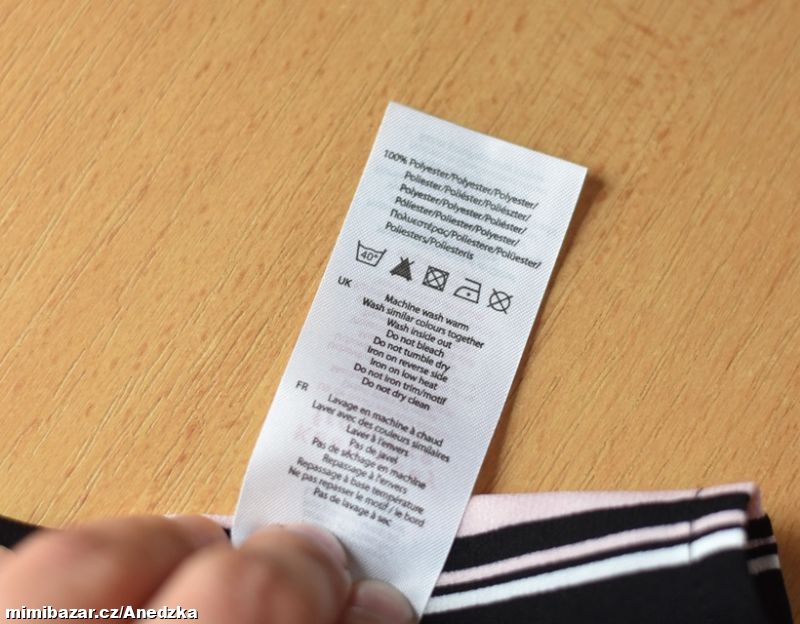 100% Polyester/Polyester/Polyester/
Poliester/Poliéster/Poliészter/
Polyester/Polyester/Poliéster/
Póliester/Poliester/Polyester/
Πολυεστέρας/Poliestere/Polüester/
Poliesters/Poliesteris
40°
UK
Machine wash warm
Wash similar colours together
Wash inside out
Do not bleach
Do not tumble dry
Iron on reverse side
Iron on low heat
Do not iron trim/motif
Do not dry clean
FR
Lavage en machine à chaud
Laver avec des couleurs similaires
Laver à l'envers
Pas de javel
Pas de séchage en machine
Repassage à l'envers
Repassage à base température
Ne pas repasser le motif / le bord
Pas de lavage à sec
mimibazar.cz/Anedzka